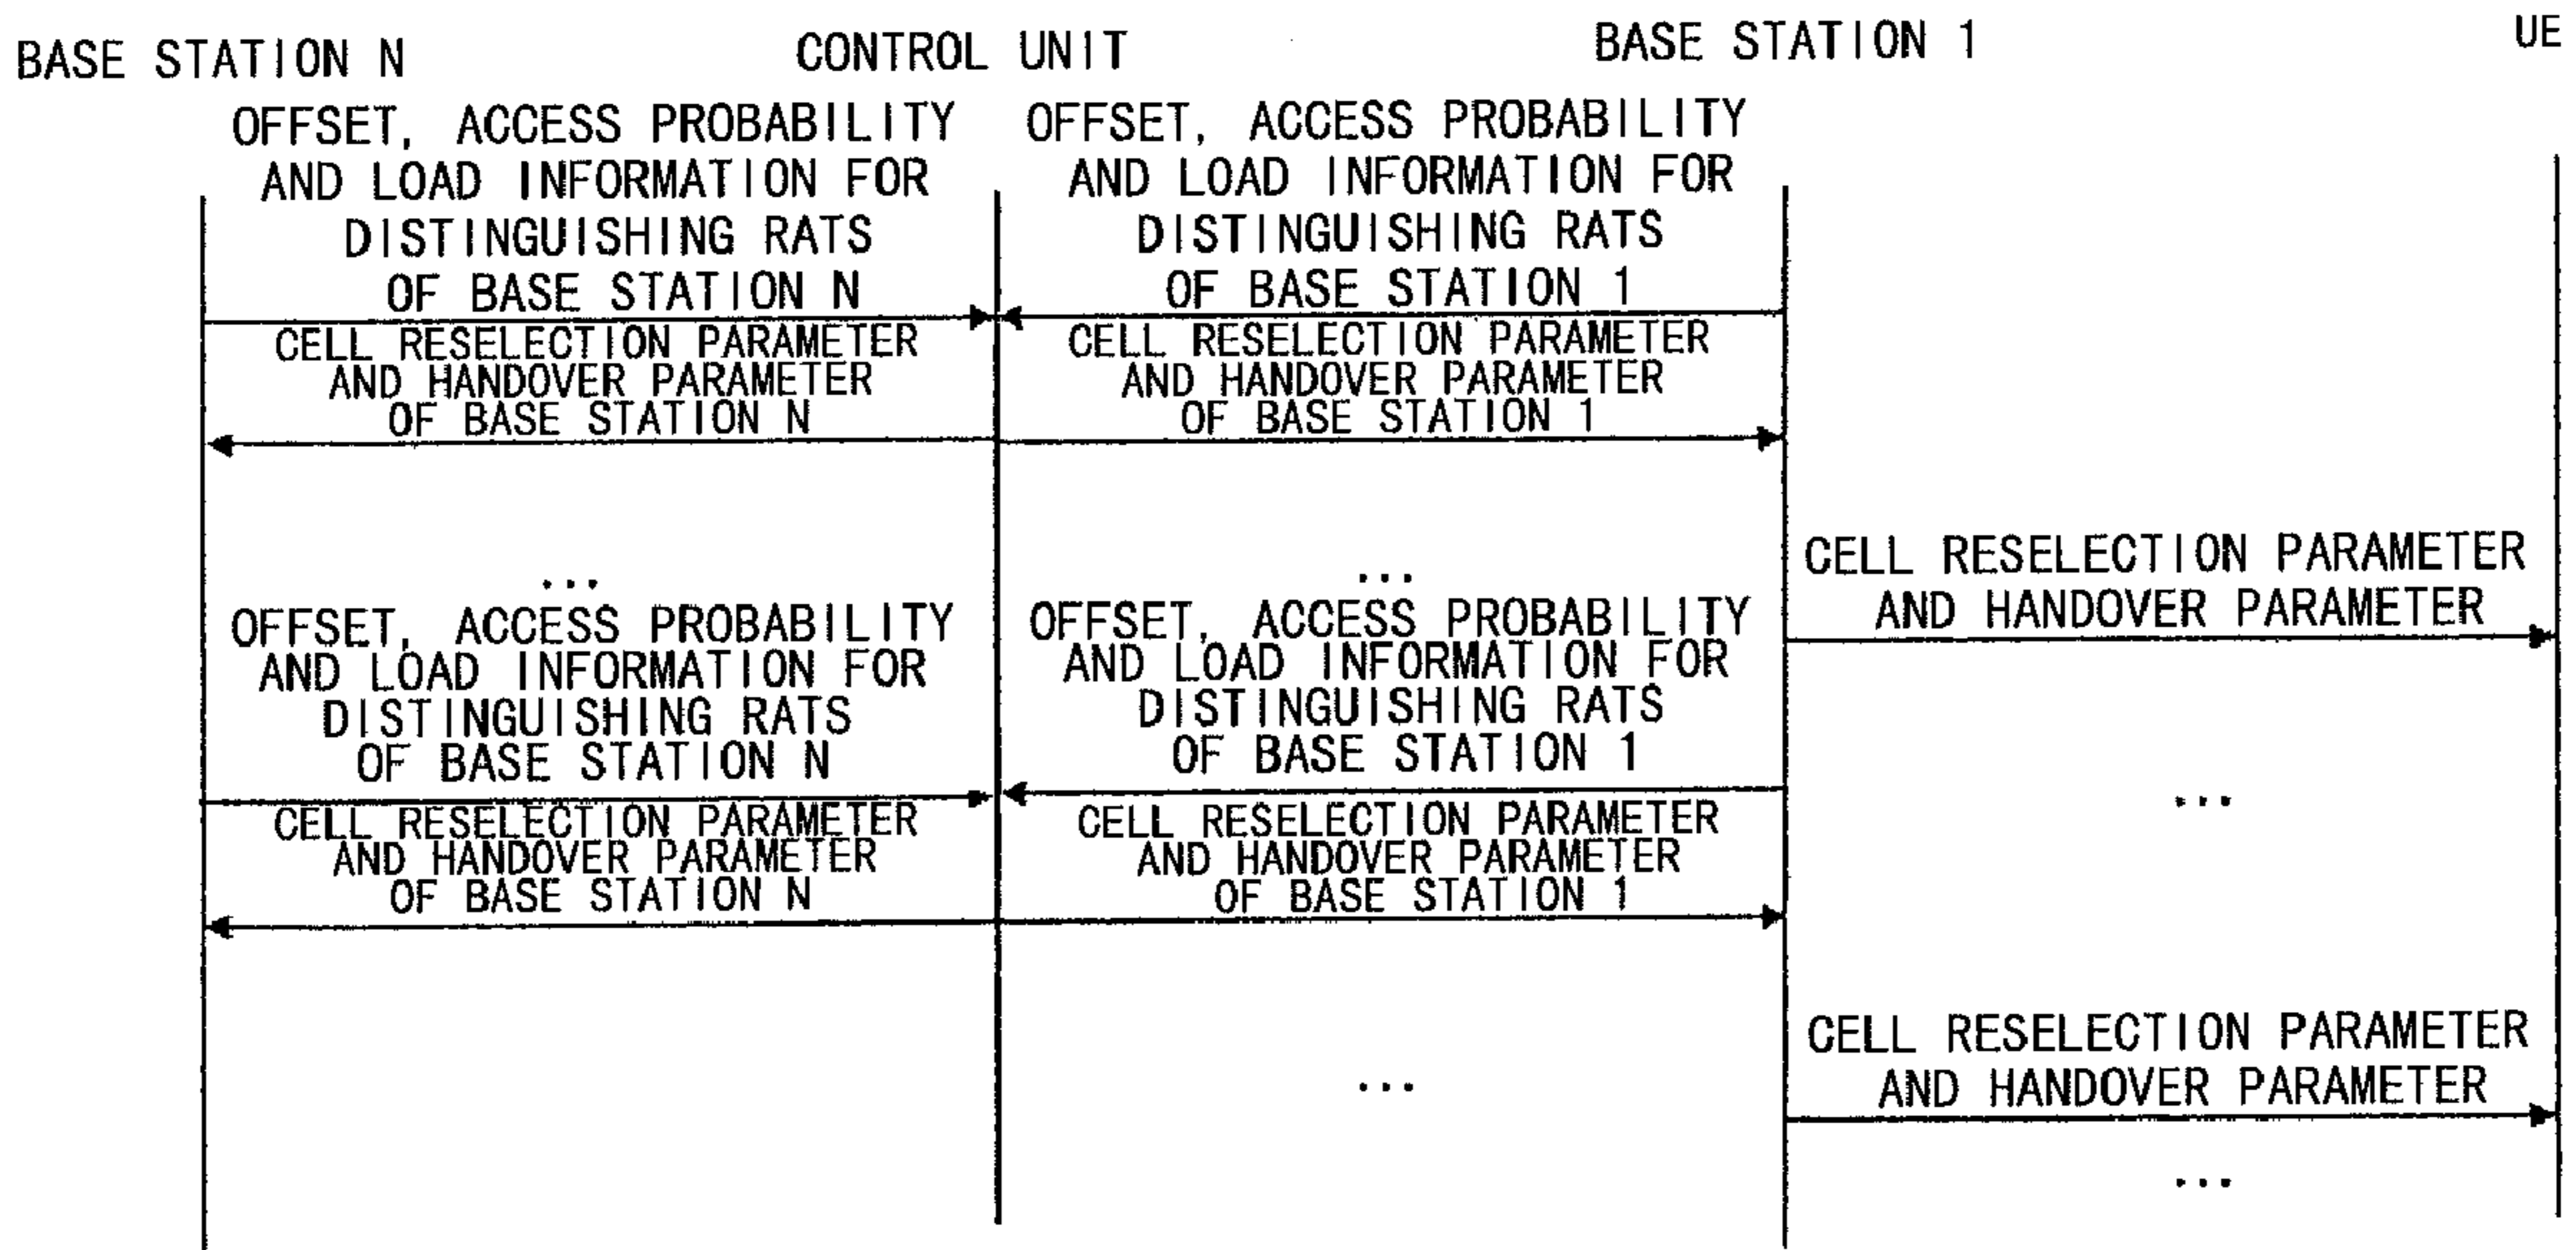 BASE STATION N
CONTROL UNIT
BASE STATION 1
UE
OFFSET, ACCESS PROBABILITY
AND LOAD INFORMATION FOR
DISTINGUISHING RATS
OF BASE STATION N
OFFSET, ACCESS PROBABILITY
AND LOAD INFORMATION FOR
DISTINGUISHING RATS
OF BASE STATION 1
CELL RESELECTION PARAMETER
AND HANDOVER PARAMETER
OF BASE STATION N
CELL RESELECTION PARAMETER
AND HANDOVER PARAMETER
OF BASE STATION 1
...
...
CELL RESELECTION PARAMETER
AND HANDOVER PARAMETER
OFFSET, ACCESS PROBABILITY
AND LOAD INFORMATION FOR
DISTINGUISHING RATS
OF BASE STATION N
OFFSET, ACCESS PROBABILITY
AND LOAD INFORMATION FOR
DISTINGUISHING RATS
OF BASE STATION 1
...
CELL RESELECTION PARAMETER
AND HANDOVER PARAMETER
OF BASE STATION N
CELL RESELECTION PARAMETER
AND HANDOVER PARAMETER
OF BASE STATION 1
CELL RESELECTION PARAMETER
AND HANDOVER PARAMETER
...
...